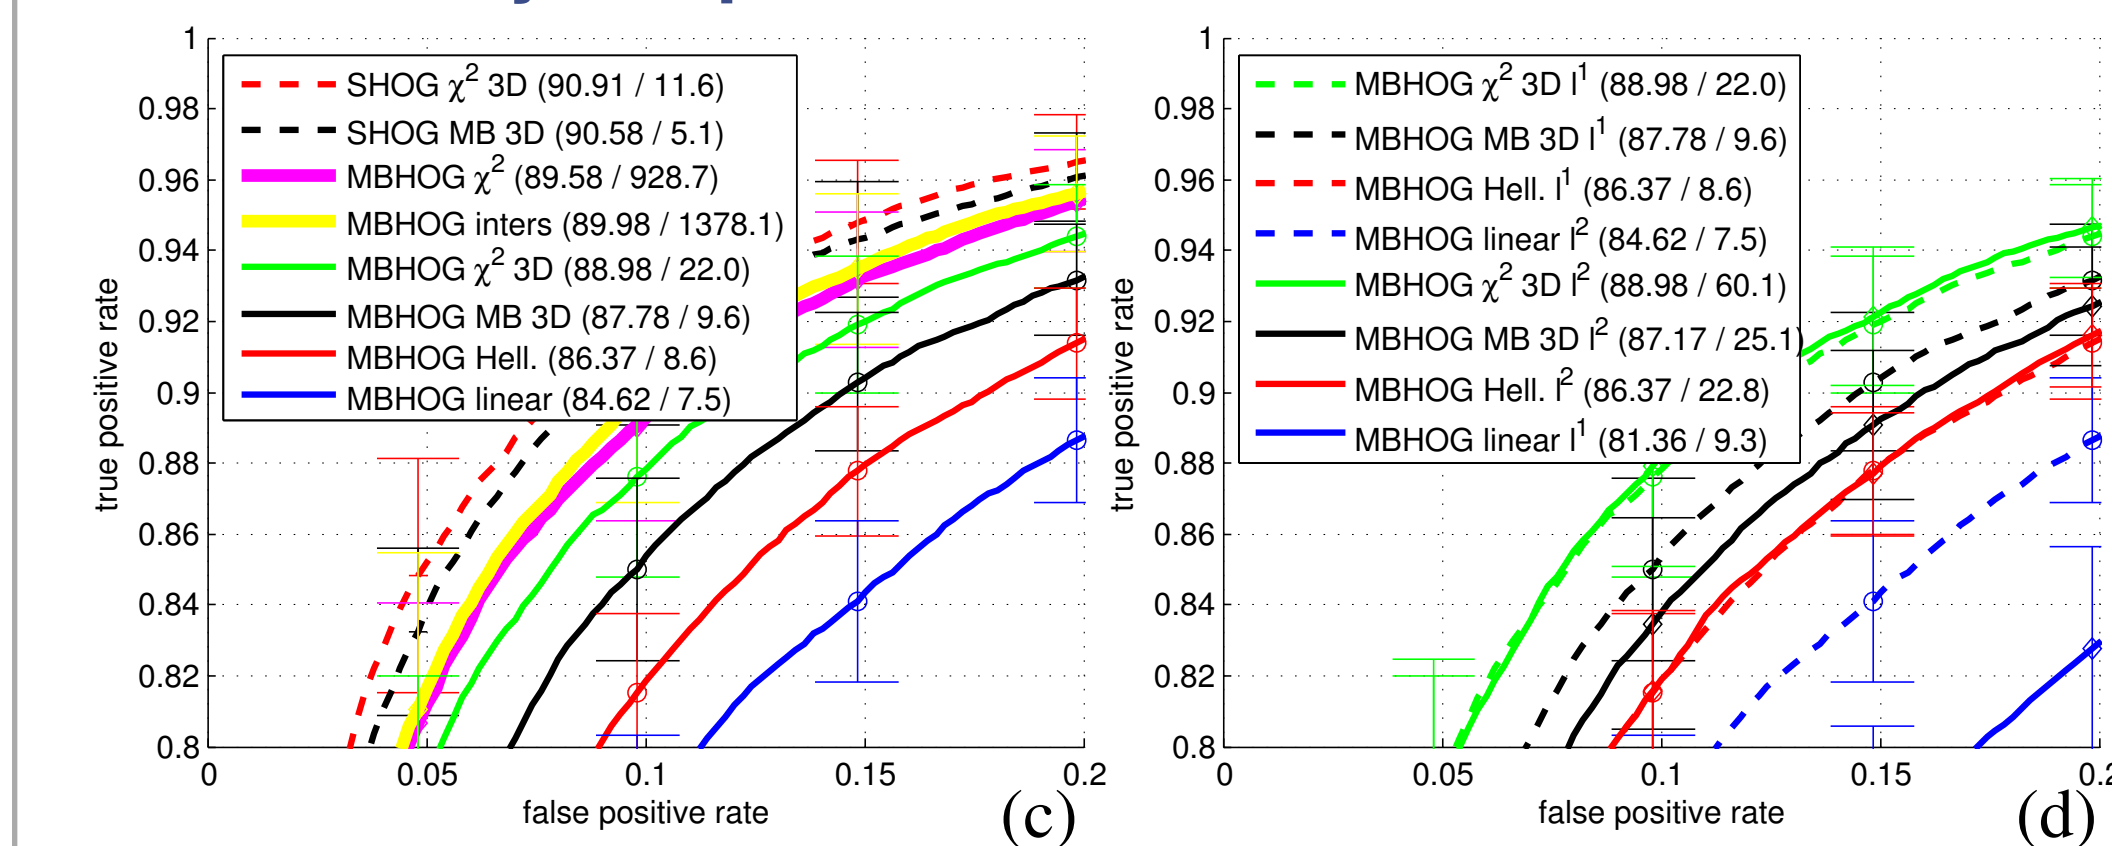 1
0.98
0.96
0.94
0.92
0.9
0.88
0.86
0.84
0.82
0.8
true positive rate
SHOG χ² 3D (90.91 / 11.6)
SHOG MB 3D (90.58 / 5.1)
MBHOG χ² (89.58 / 928.7)
MBHOG inters (89.98 / 1378.1)
MBHOG χ² 3D (88.98 / 22.0)
MBHOG MB 3D (87.78 / 9.6)
MBHOG Hell. (86.37 / 8.6)
MBHOG linear (84.62 / 7.5)
0 0.05 0.1 0.15 0.2
false positive rate
(c)
1
0.98
0.96
0.94
0.92
0.9
0.88
0.86
0.84
0.82
0.8
true positive rate
MBHOG χ² 3D l¹ (88.98 / 22.0)
MBHOG MB 3D l¹ (87.78 / 9.6)
MBHOG Hell. l¹ (86.37 / 8.6)
MBHOG linear l² (84.62 / 7.5)
MBHOG χ² 3D l² (88.98 / 60.1)
MBHOG MB 3D l² (87.17 / 25.1)
MBHOG Hell. l² (86.37 / 22.8)
MBHOG linear l¹ (81.36 / 9.3)
0 0.05 0.1 0.15 0.2
false positive rate
(d)